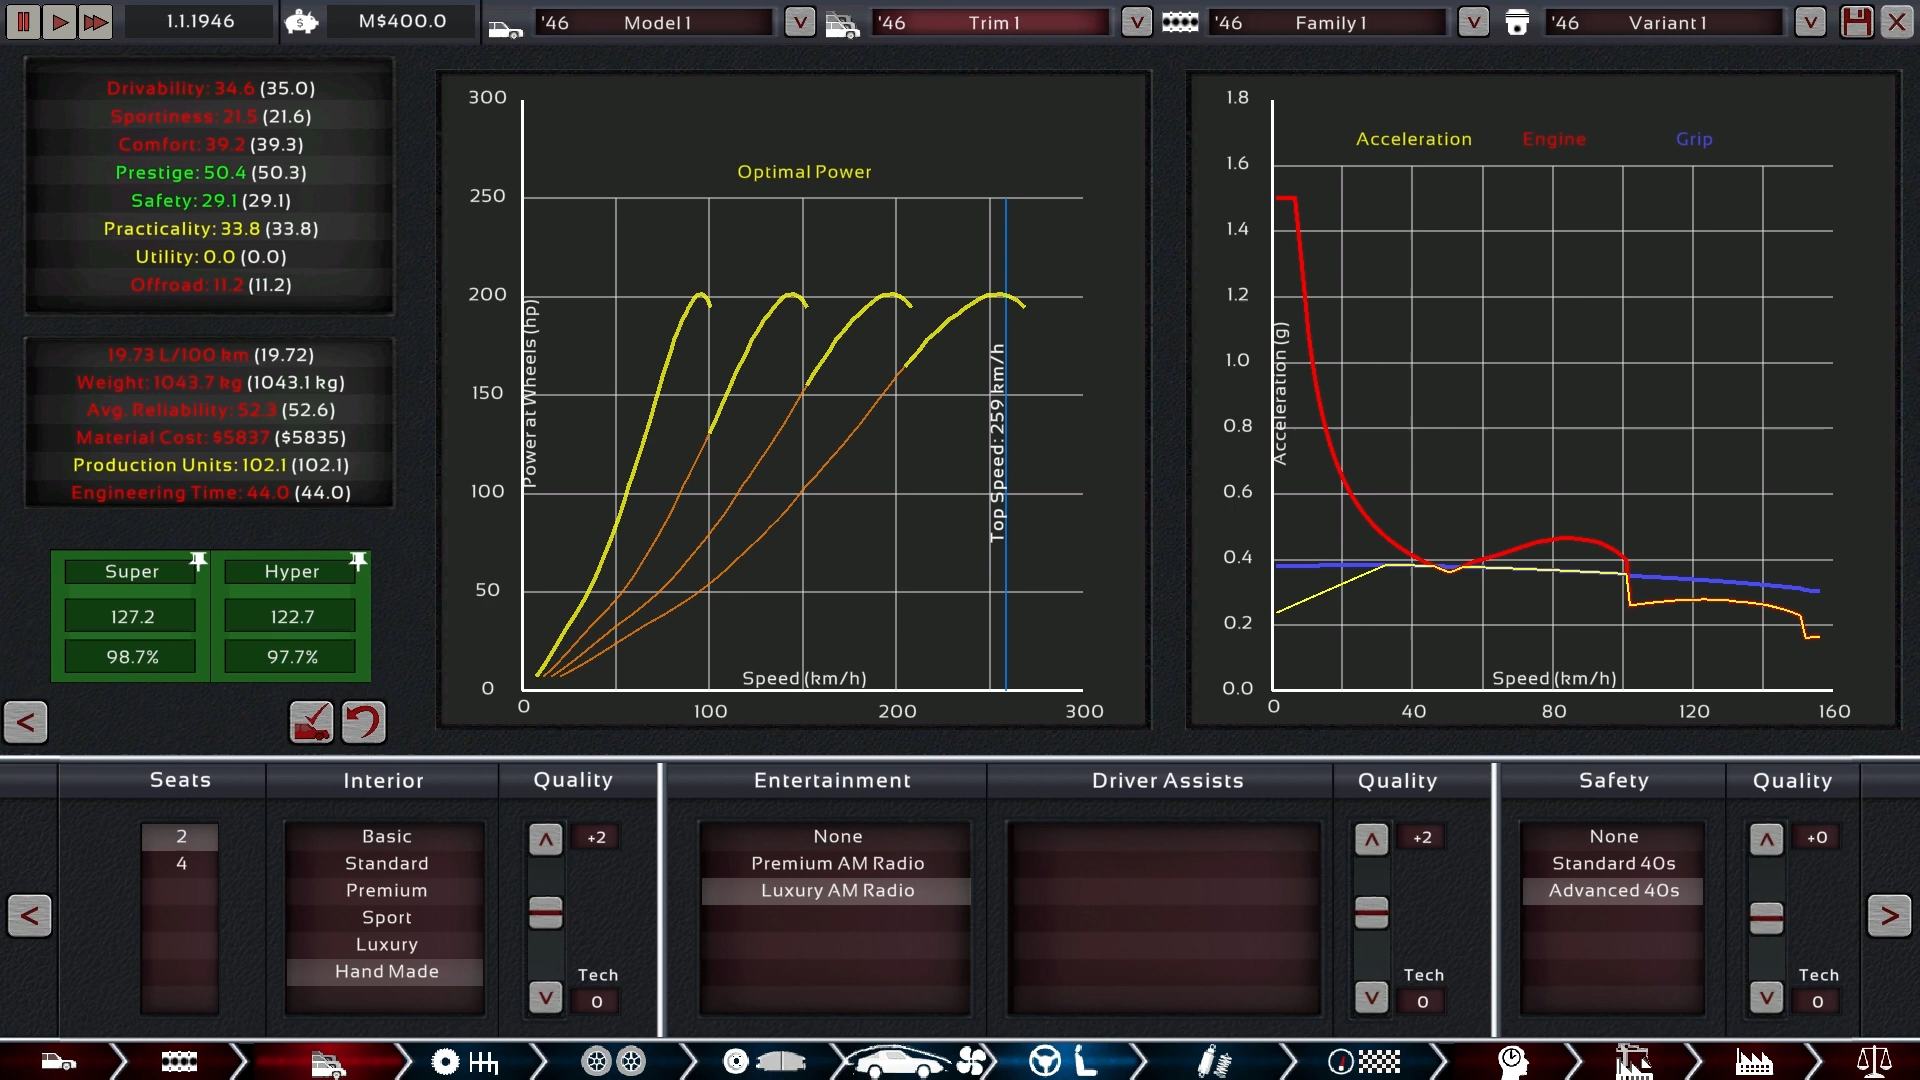 1.1.1946
M$400.0
'46 Model 1
'46 Trim 1
'46 Family 1
'46 Variant 1
Drivability: 34.6 (35.0)
Sportiness: 21.5 (21.6)
Comfort: 39.2 (39.3)
Prestige: 50.4 (50.3)
Safety: 29.1 (29.1)
Practicality: 33.8 (33.8)
Utility: 0.0 (0.0)
Offroad: 11.2 (11.2)
19.73 L/100 km (19.72)
Weight: 1043.7 kg (1043.1 kg)
Avg. Reliability: 52.3 (52.6)
Material Cost: $5837 ($5835)
Production Units: 102.1 (102.1)
Engineering Time: 44.0 (44.0)
Super
127.2
98.7%
Hyper
122.7
97.7%
300
250
200
150
100
50
0
Optimal Power
Power at Wheels (hp)
Top Speed: 259 km/h
Speed (km/h)
0
100
200
300
1.8
1.6
1.4
1.2
1.0
0.8
0.6
0.4
0.2
0.0
Acceleration
Engine
Grip
Acceleration (g)
Speed (km/h)
0
40
80
120
160
Seats
2
4
Interior
Basic
Standard
Premium
Sport
Luxury
Hand Made
Quality
+2
Tech
0
Entertainment
None
Premium AM Radio
Luxury AM Radio
Driver Assists
Quality
+2
Tech
0
Safety
None
Standard 40s
Advanced 40s
Quality
+0
Tech
0